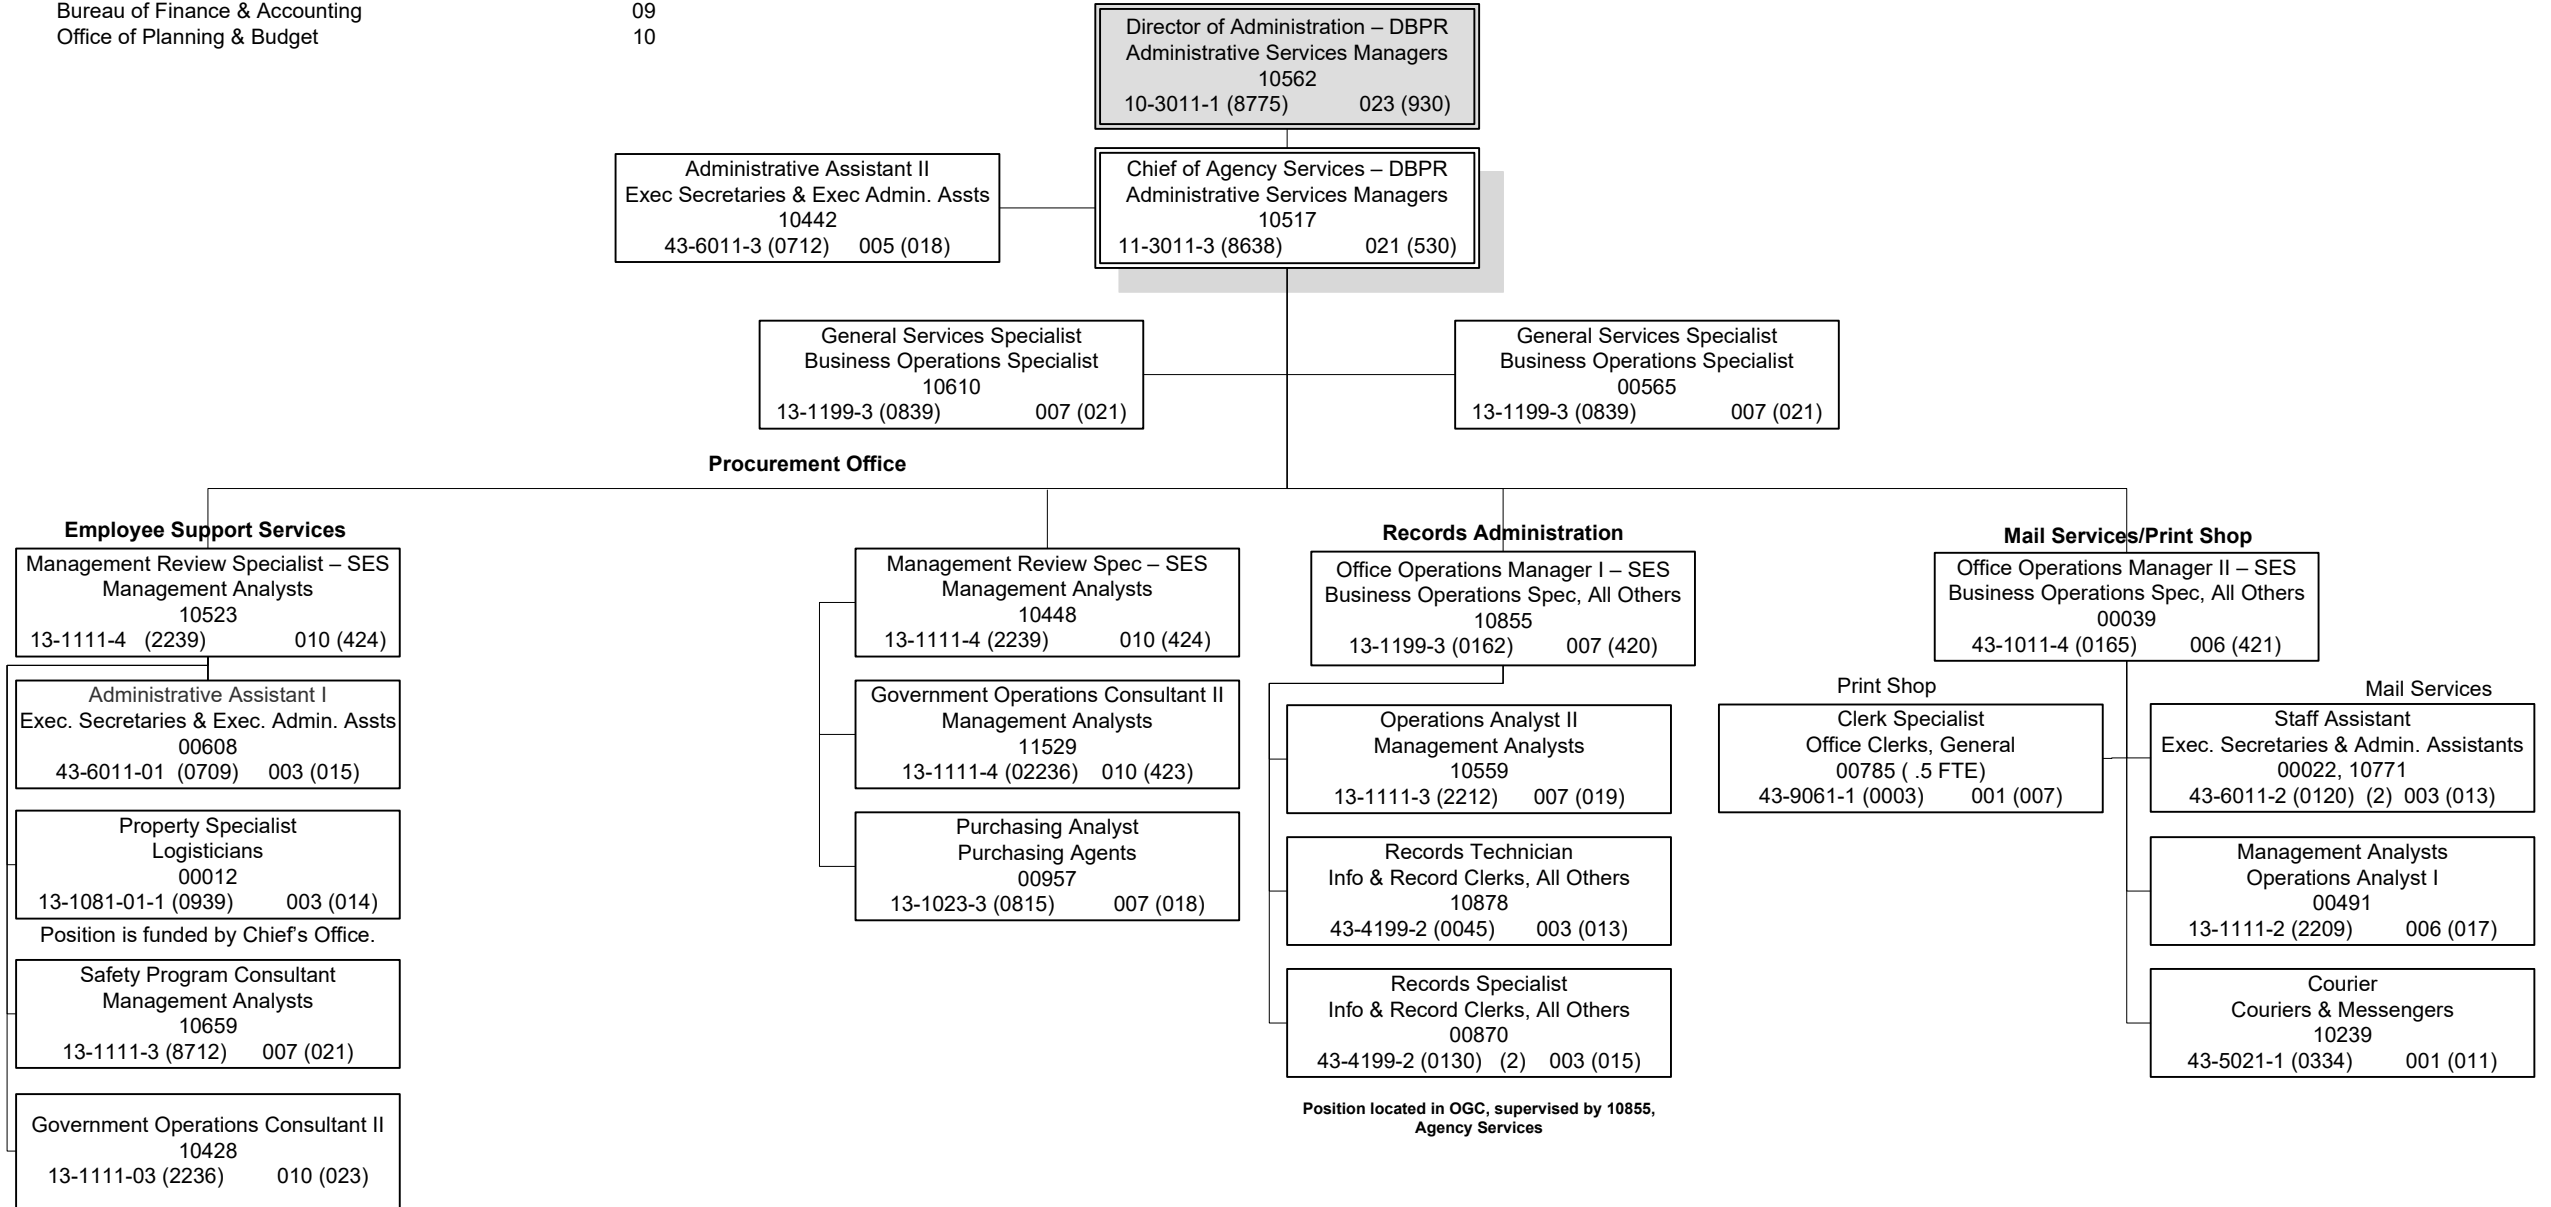 Bureau of Finance & Accounting 09
Office of Planning & Budget 10
Director of Administration – DBPR
Administrative Services Managers
10562
10-3011-1 (8775) 023 (930)
Administrative Assistant II
Exec Secretaries & Exec Admin. Assts
10442
43-6011-3 (0712) 005 (018)
Chief of Agency Services – DBPR
Administrative Services Managers
10517
11-3011-3 (8638) 021 (530)
General Services Specialist
Business Operations Specialist
10610
13-1199-3 (0839) 007 (021)
General Services Specialist
Business Operations Specialist
00565
13-1199-3 (0839) 007 (021)
Procurement Office
Employee Support Services
Management Review Specialist – SES
Management Analysts
10523
13-1111-4 (2239) 010 (424)
Administrative Assistant I
Exec. Secretaries & Exec. Admin. Assts
00608
43-6011-01 (0709) 003 (015)
Property Specialist
Logisticians
00012
13-1081-01-1 (0939) 003 (014)
Position is funded by Chief’s Office.
Safety Program Consultant
Management Analysts
10659
13-1111-3 (8712) 007 (021)
Government Operations Consultant II
10428
13-1111-03 (2236) 010 (023)
Management Review Spec – SES
Management Analysts
10448
13-1111-4 (2239) 010 (424)
Government Operations Consultant II
Management Analysts
11529
13-1111-4 (02236) 010 (423)
Purchasing Analyst
Purchasing Agents
00957
13-1023-3 (0815) 007 (018)
Records Administration
Office Operations Manager I – SES
Business Operations Spec, All Others
10855
13-1199-3 (0162) 007 (420)
Operations Analyst II
Management Analysts
10559
13-1111-3 (2212) 007 (019)
Records Technician
Info & Record Clerks, All Others
10878
43-4199-2 (0045) 003 (013)
Records Specialist
Info & Record Clerks, All Others
00870
43-4199-2 (0130) (2) 003 (015)
Position located in OGC, supervised by 10855,
Agency Services
Mail Services/Print Shop
Office Operations Manager II – SES
Business Operations Spec, All Others
00039
43-1011-4 (0165) 006 (421)
Print Shop
Clerk Specialist
Office Clerks, General
00785 ( .5 FTE)
43-9061-1 (0003) 001 (007)
Mail Services
Staff Assistant
Exec. Secretaries & Admin. Assistants
00022, 10771
43-6011-2 (0120) (2) 003 (013)
Management Analysts
Operations Analyst I
00491
13-1111-2 (2209) 006 (017)
Courier
Couriers & Messengers
10239
43-5021-1 (0334) 001 (011)